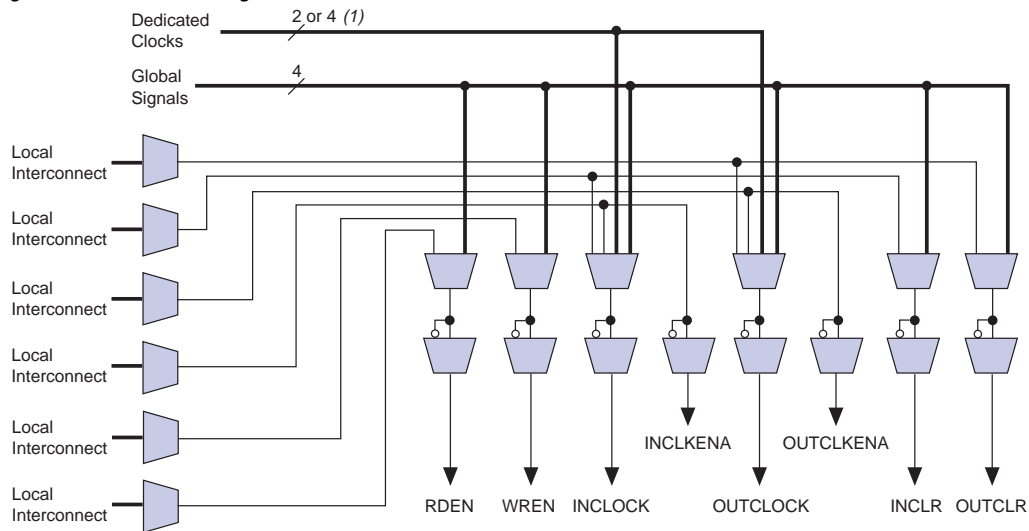 Dedicated
Clocks
2 or 4 (1)
Global
Signals
4
Local
Interconnect
Local
Interconnect
Local
Interconnect
Local
Interconnect
Local
Interconnect
Local
Interconnect
INCLKENA
OUTCLKENA
RDEN
WREN
INCLOCK
OUTCLOCK
INCLR
OUTCLR